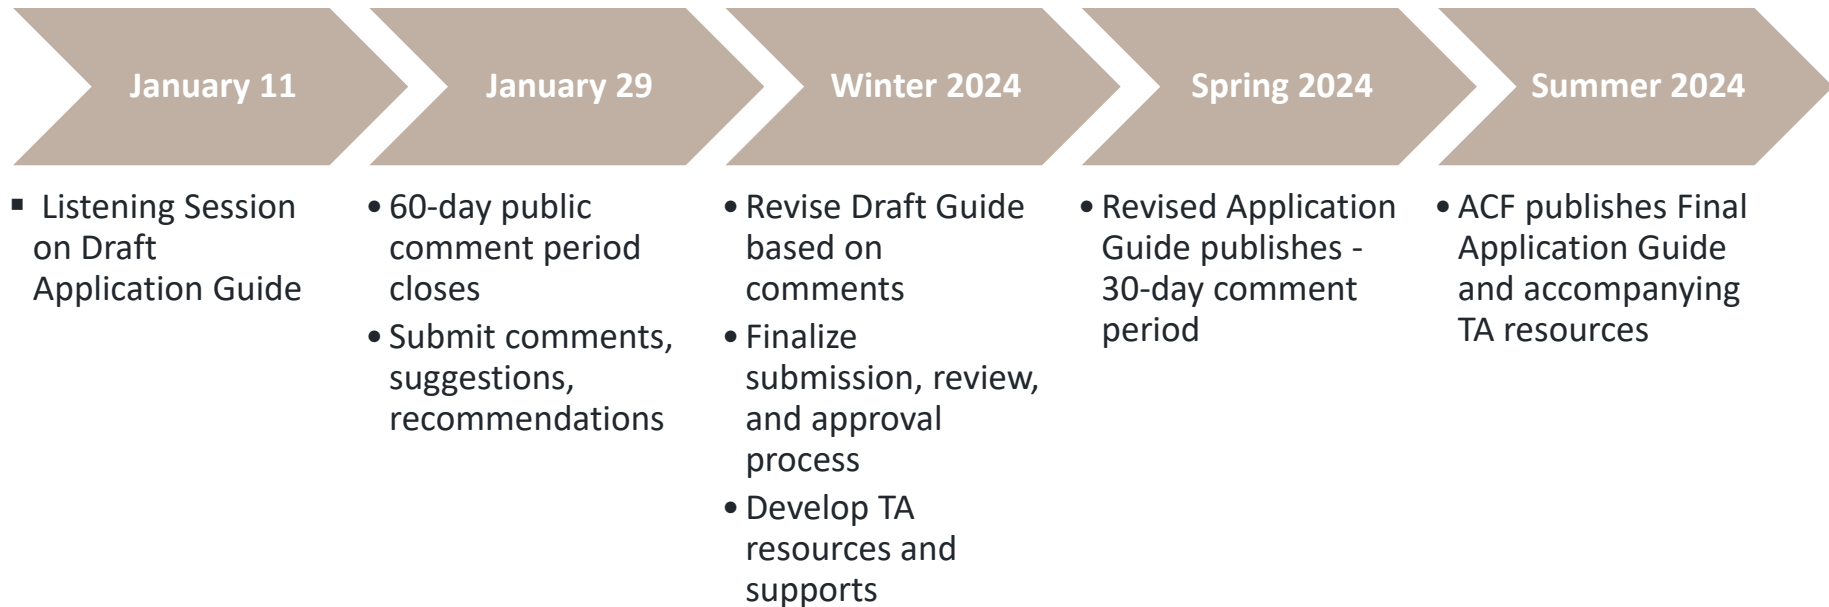 January 11
January 29
Winter 2024
Spring 2024
Summer 2024
▪ Listening Session
on Draft
Application Guide
• 60-day public
comment period
closes
• Submit comments,
suggestions,
recommendations
• Revise Draft Guide
based on
comments
• Finalize
submission, review,
and approval
process
• Develop TA
resources and
supports
• Revised Application
Guide publishes -
30-day comment
period
• ACF publishes Final
Application Guide
and accompanying
TA resources